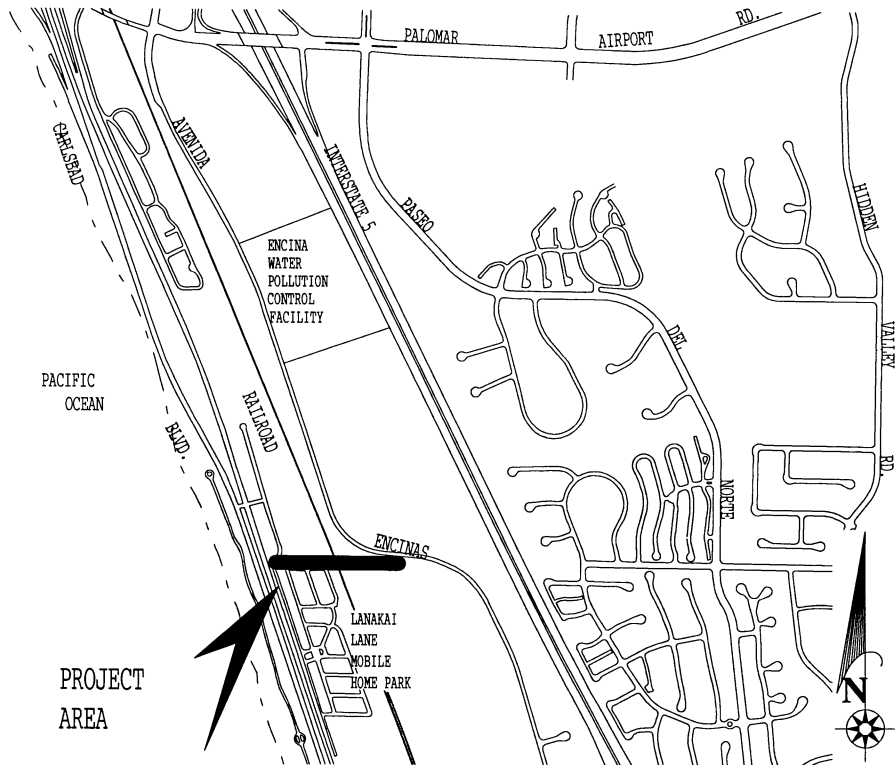 PALOMAR
AIRPORT
RD.
CARLSBAD
AVENIDA
INTERSTATE 5
PASEO
HIDDEN
ENCINA
WATER
POLLUTION
CONTROL
FACILITY
DEL
VALLEY
PACIFIC
OCEAN
RAILROAD
BLVD.
RD.
NORTE
ENCINAS
LANAKAI
LANE
MOBILE
HOME PARK
PROJECT
AREA
N